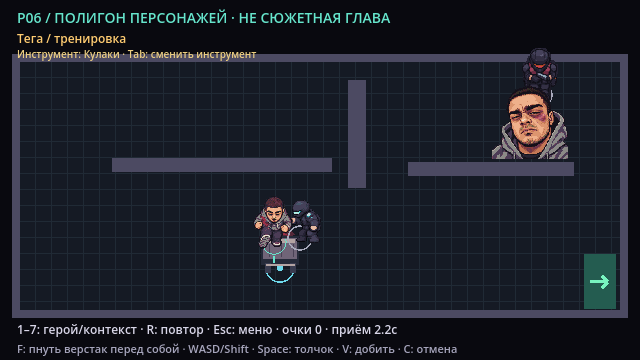 P06 / ПОЛИГОН ПЕРСОНАЖЕЙ · НЕ СЮЖЕТНАЯ ГЛАВА
Тега / тренировка
Инструмент: Кулаки · Tab: сменить инструмент
1–7: герой/контекст · R: повтор · Esc: меню · очки 0 · приём 2.2с
F: пнуть верстак перед собой · WASD/Shift · Space: толчок · V: добить · C: отмена